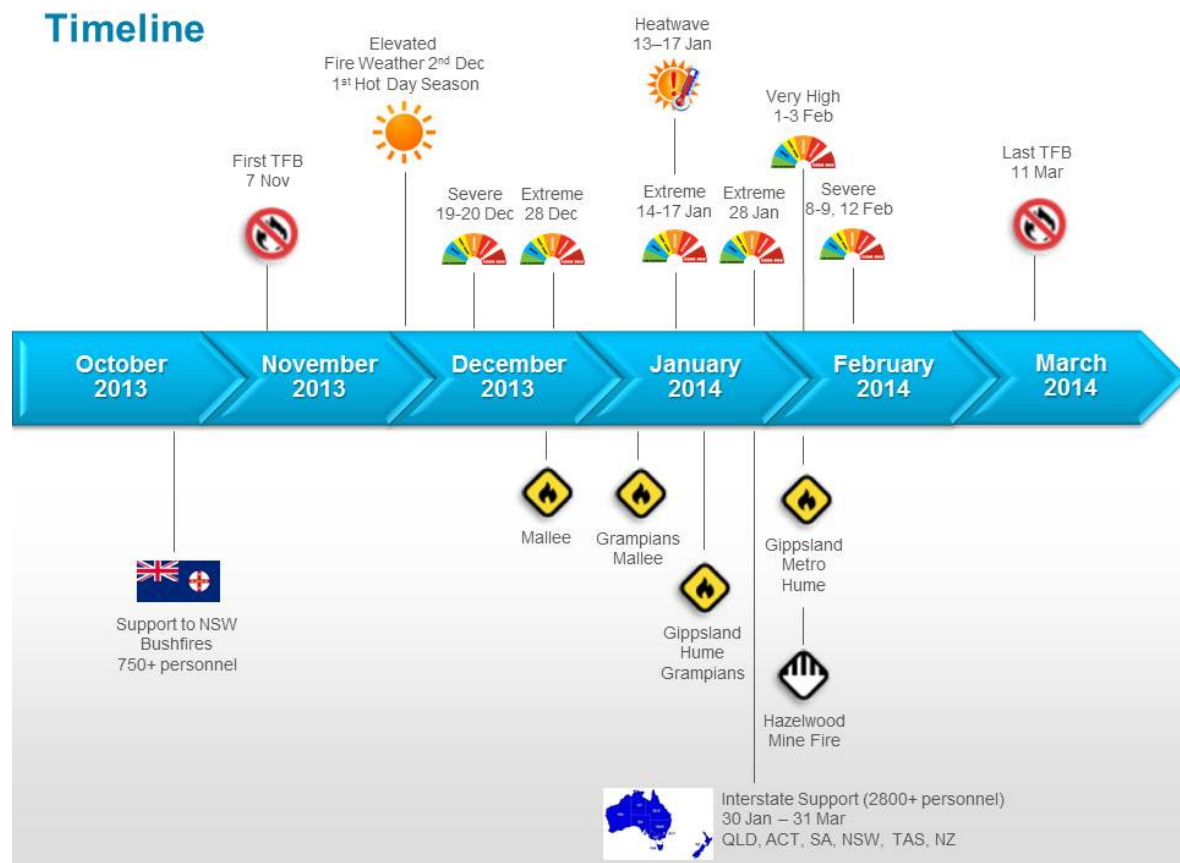 Timeline
Elevated
Fire Weather 2nd Dec
1st Hot Day Season
Heatwave
13–17 Jan
Very High
1-3 Feb
First TFB
7 Nov
Last TFB
11 Mar
Severe
19-20 Dec
Extreme
28 Dec
Extreme
14-17 Jan
Extreme
28 Jan
Severe
8-9, 12 Feb
October
2013
November
2013
December
2013
January
2014
February
2014
March
2014
Mallee
Grampians
Mallee
Gippsland
Metro
Hume
Support to NSW
Bushfires
750+ personnel
Gippsland
Hume
Grampians
Hazelwood
Mine Fire
Interstate Support (2800+ personnel)
30 Jan – 31 Mar
QLD, ACT, SA, NSW, TAS, NZ